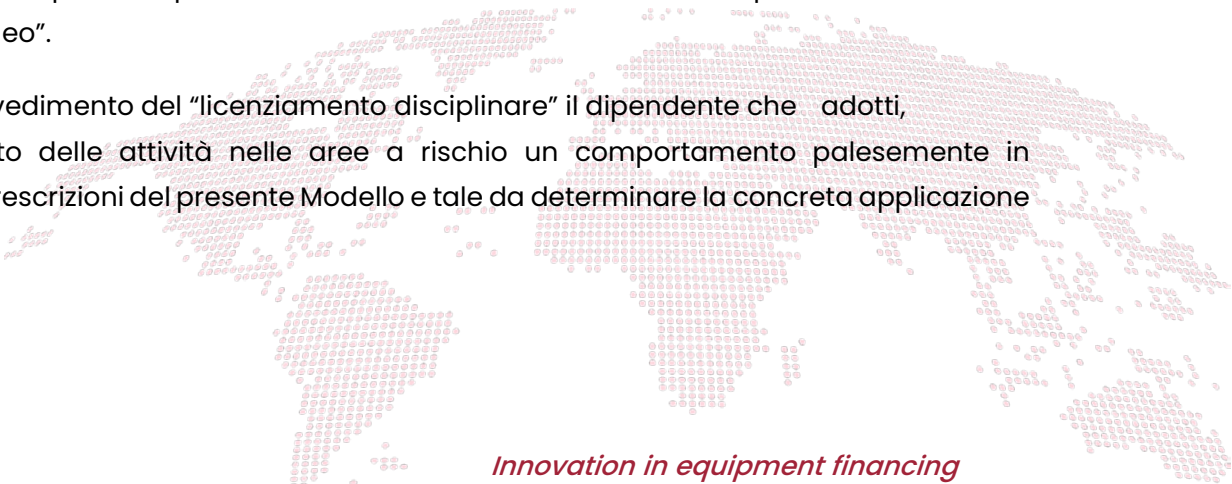 eo”.
vedimento del “licenziamento disciplinare” il dipendente che adotti,
to delle attività nelle aree a rischio un comportamento palesemente in
escrizioni del presente Modello e tale da determinare la concreta applicazione
Innovation in equipment financing